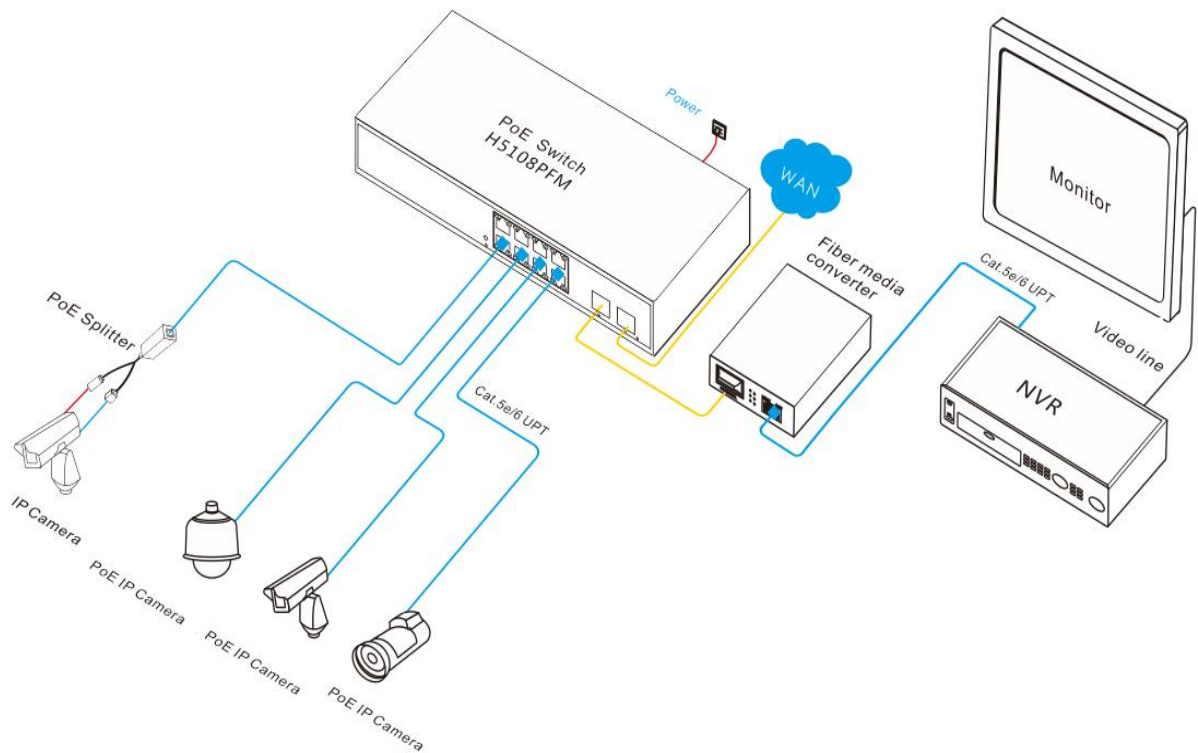 Power
PoE Switch
H5108PFM
WAN
Monitor
Fiber media
converter
Cat.5e/6 UPT
Video line
NVR
PoE Splitter
Cat.5e/6 UPT
IP Camera
PoE IP Camera
PoE IP Camera
PoE IP Camera